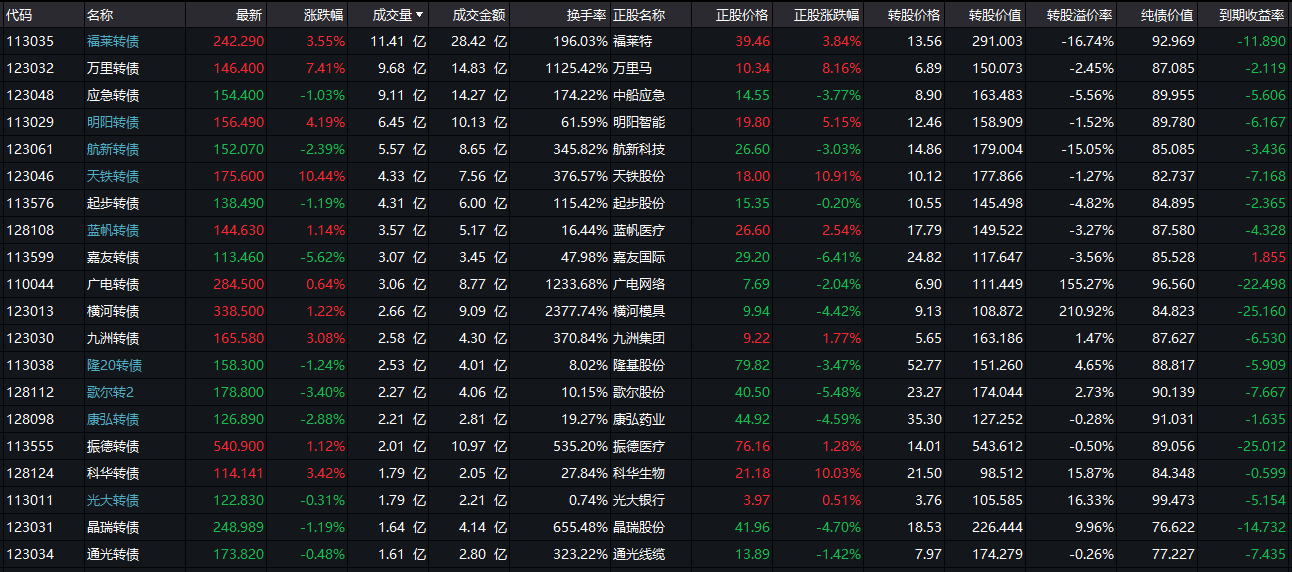 代码 名称 最新 涨跌幅 成交量▼ 成交金额 换手率 正股名称 正股价格 正股涨跌幅 转股价格 转股价值 转股溢价率 纯债价值 到期收益率
113035 福莱转债 242.290 3.55% 11.41 亿 28.42 亿 196.03% 福莱特 39.46 3.84% 13.56 291.003 -16.74% 92.969 -11.890
123032 万里转债 146.400 7.41% 9.68 亿 14.83 亿 1125.42% 万里马 10.34 8.16% 6.89 150.073 -2.45% 87.085 -2.119
123048 应急转债 154.400 -1.03% 9.11 亿 14.27 亿 174.22% 中船应急 14.55 -3.77% 8.90 163.483 -5.56% 89.955 -5.606
113029 明阳转债 156.490 4.19% 6.45 亿 10.13 亿 61.59% 明阳智能 19.80 5.15% 12.46 158.909 -1.52% 89.780 -6.167
123061 航新转债 152.070 -2.39% 5.57 亿 8.65 亿 345.82% 航新科技 26.60 -3.03% 14.86 179.004 -15.05% 85.085 -3.436
123046 天铁转债 175.600 10.44% 4.33 亿 7.56 亿 376.57% 天铁股份 18.00 10.91% 10.12 177.866 -1.27% 82.737 -7.168
113576 起步转债 138.490 -1.19% 4.31 亿 6.00 亿 115.42% 起步股份 15.35 -0.20% 10.55 145.498 -4.82% 84.895 -2.365
128108 蓝帆转债 144.630 1.14% 3.57 亿 5.17 亿 16.44% 蓝帆医疗 26.60 2.54% 17.79 149.522 -3.27% 87.580 -4.328
113599 嘉友转债 113.460 -5.62% 3.07 亿 3.45 亿 47.98% 嘉友国际 29.20 -6.41% 24.82 117.647 -3.56% 85.528 1.855
110044 广电转债 284.500 0.64% 3.06 亿 8.77 亿 1233.68% 广电网络 7.69 -2.04% 6.90 111.449 155.27% 96.560 -22.498
123013 横河转债 338.500 1.22% 2.66 亿 9.09 亿 2377.74% 横河模具 9.94 -4.42% 9.13 108.872 210.92% 84.823 -25.160
123030 九洲转债 165.580 3.08% 2.58 亿 4.30 亿 370.84% 九洲集团 9.22 1.77% 5.65 163.186 1.47% 87.627 -6.530
113038 隆20转债 158.300 -1.24% 2.53 亿 4.01 亿 8.02% 隆基股份 79.82 -3.47% 52.77 151.260 4.65% 88.817 -5.909
128112 歌尔转2 178.800 -3.40% 2.27 亿 4.06 亿 10.15% 歌尔股份 40.50 -5.48% 23.27 174.044 2.73% 90.139 -7.667
128098 康弘转债 126.890 -2.88% 2.21 亿 2.81 亿 19.27% 康弘药业 44.92 -4.59% 35.30 127.252 -0.28% 91.031 -1.635
113555 振德转债 540.900 1.12% 2.01 亿 10.97 亿 535.20% 振德医疗 76.16 1.28% 14.01 543.612 -0.50% 89.056 -25.012
128124 科华转债 114.141 3.42% 1.79 亿 2.05 亿 27.84% 科华生物 21.18 10.03% 21.50 98.512 15.87% 84.348 -0.599
113011 光大转债 122.830 -0.31% 1.79 亿 2.21 亿 0.74% 光大银行 3.97 0.51% 3.76 105.585 16.33% 99.473 -5.154
123031 晶瑞转债 248.989 -1.19% 1.64 亿 4.14 亿 655.48% 晶瑞股份 41.96 -4.70% 18.53 226.444 9.96% 76.622 -14.732
123034 通光转债 173.820 -0.48% 1.61 亿 2.80 亿 323.22% 通光线缆 13.89 -1.42% 7.97 174.279 -0.26% 77.227 -7.435